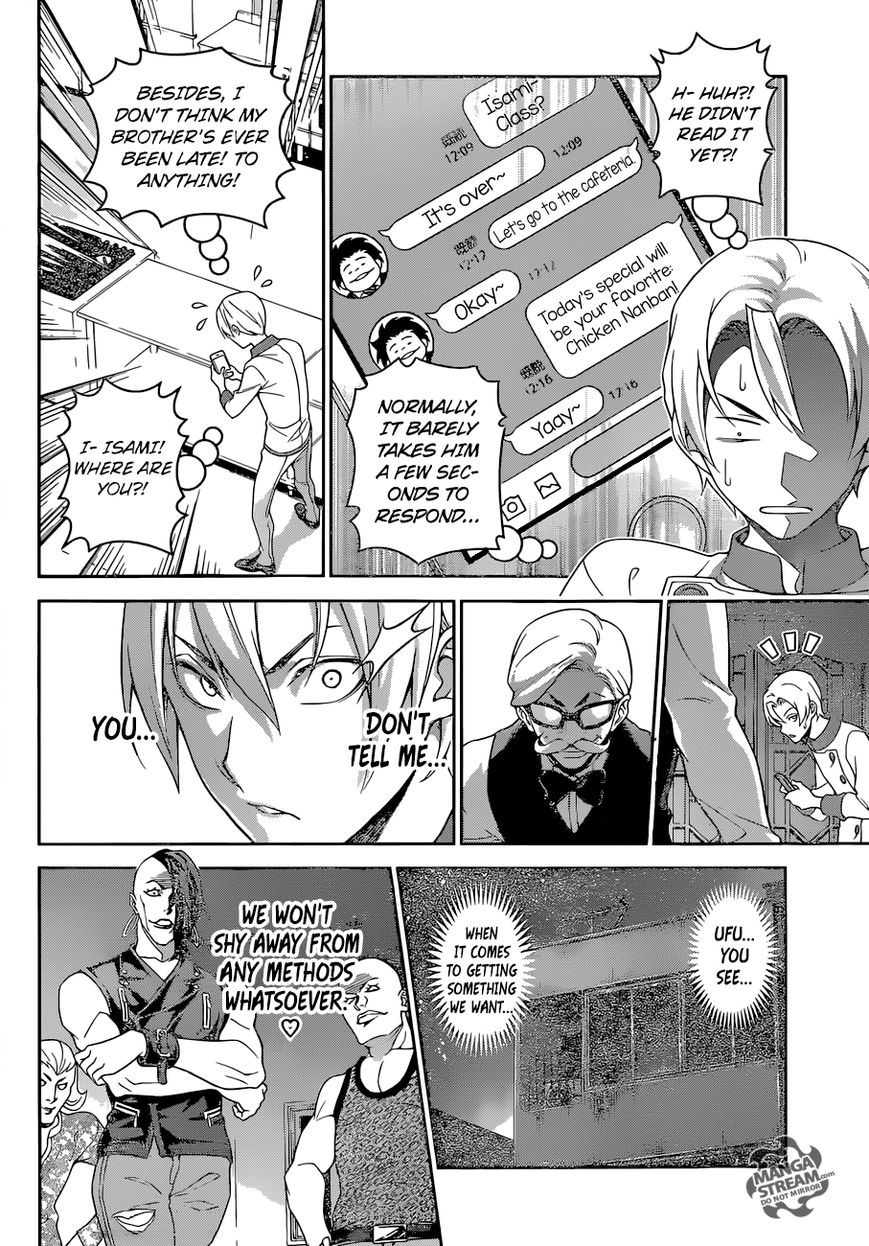 H- HUH?!
HE DIDN'T
READ IT
YET?!
Isami~
Class?
12:09
12:09
It's over~
Let's go to the cafeteria.
12:12
12:12
Okay~
Today's special will
be your favorite:
Chicken Nanban!
12:16
12:16
Yaay~
NORMALLY,
IT BARELY
TAKES HIM
A FEW SEC-
ONDS TO
RESPOND...
BESIDES, I
DON'T THINK MY
BROTHER'S EVER
BEEN LATE! TO
ANYTHING!
I- ISAMI!
WHERE ARE
YOU?!
DON'T
TELL ME...
YOU...
UFU...
YOU
SEE...
WHEN
IT COMES
TO GETTING
SOMETHING
WE WANT...
WE WON'T
SHY AWAY FROM
ANY METHODS
WHATSOEVER.
♡
MANGA
STREAM.com
DO NOT MIRROR